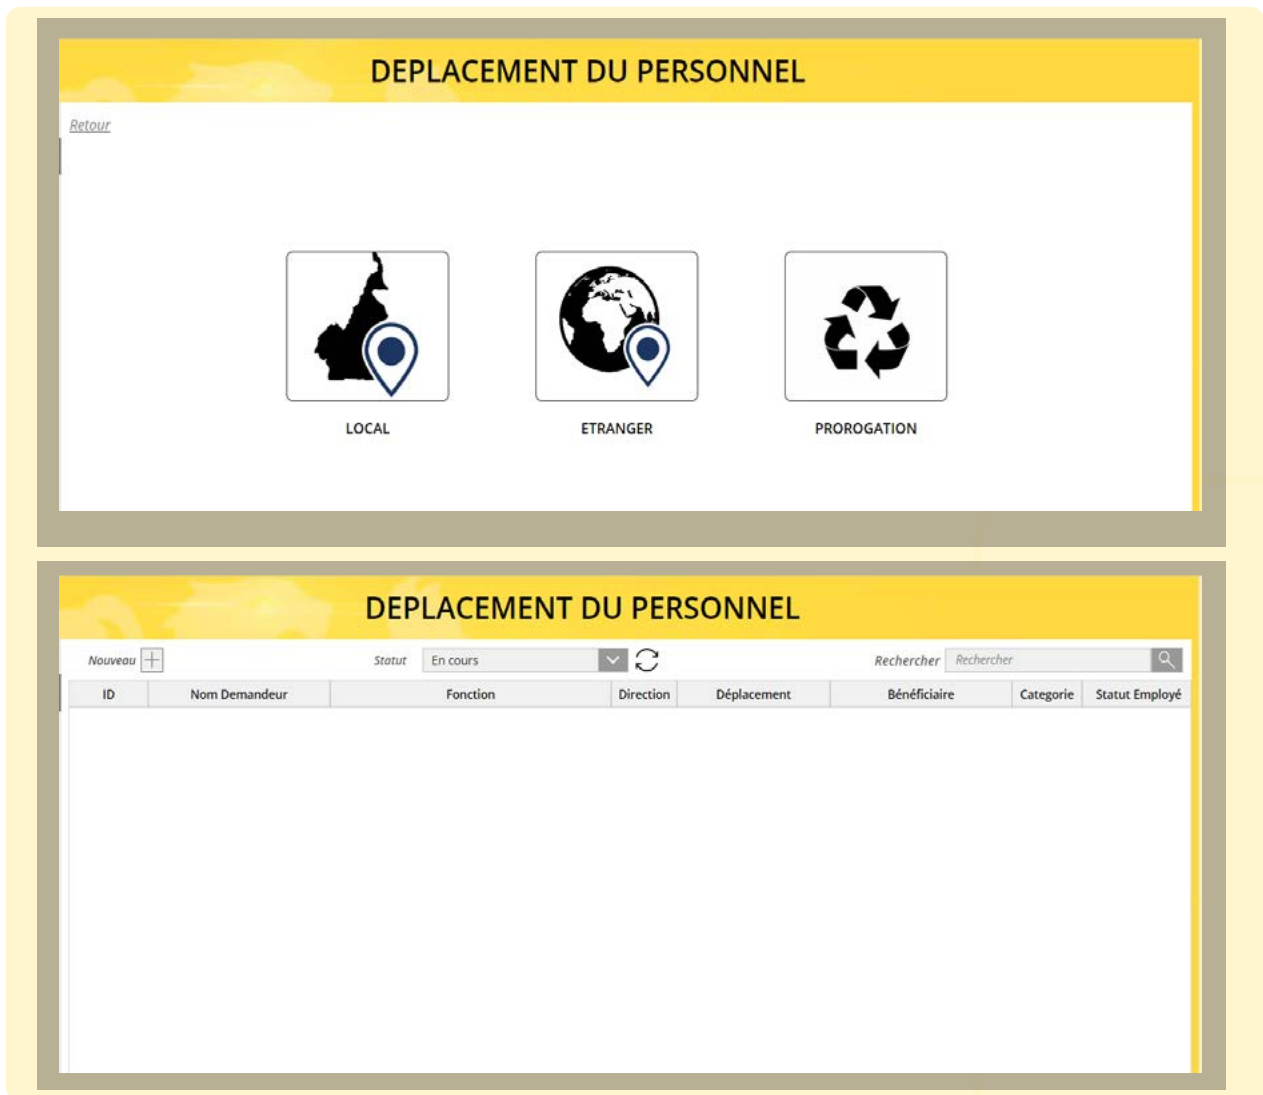 DEPLACEMENT DU PERSONNEL
Retour
LOCAL ETRANGER PROROGATION
DEPLACEMENT DU PERSONNEL
Nouveau Statut En cours Rechercher Rechercher
ID Nom Demandeur Fonction Direction Déplacement Bénéficiaire Categorie Statut Employé